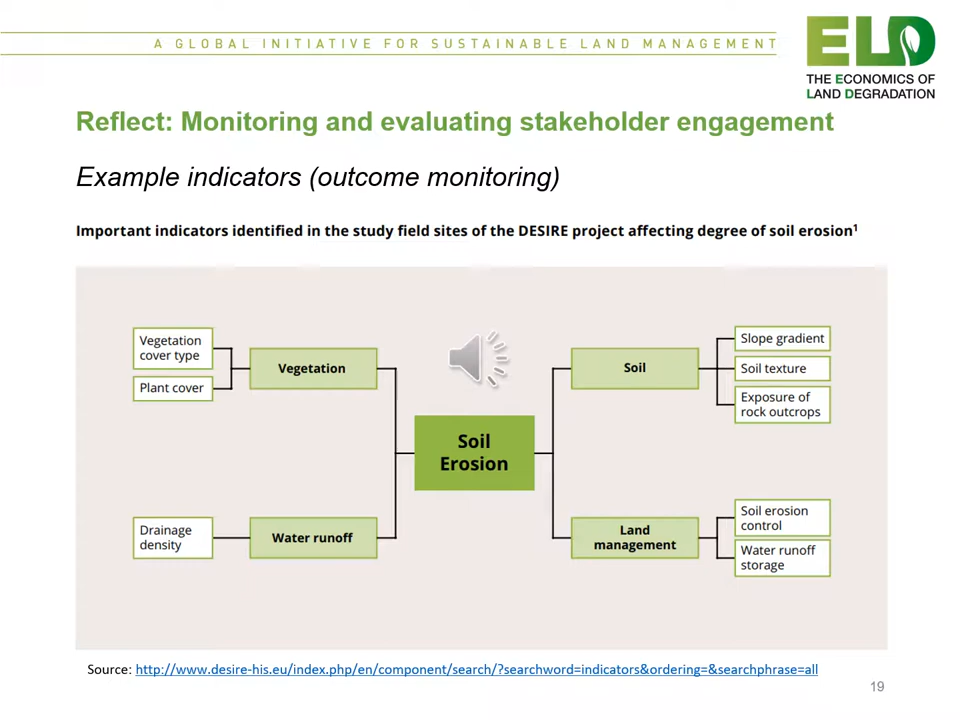 A GLOBAL INITIATIVE FOR SUSTAINABLE LAND MANAGEMENT
ELD
THE ECONOMICS OF
LAND DEGRADATION
Reflect: Monitoring and evaluating stakeholder engagement
Example indicators (outcome monitoring)
Important indicators identified in the study field sites of the DESIRE project affecting degree of soil erosion¹
Vegetation
cover type
Plant cover
Vegetation
Drainage
density
Water runoff
Soil
Erosion
Soil
Slope gradient
Soil texture
Exposure of
rock outcrops
Land
management
Soil erosion
control
Water runoff
storage
Source: http://www.desire-his.eu/index.php/en/component/search/?searchword=indicators&ordering=&searchphrase=all
19